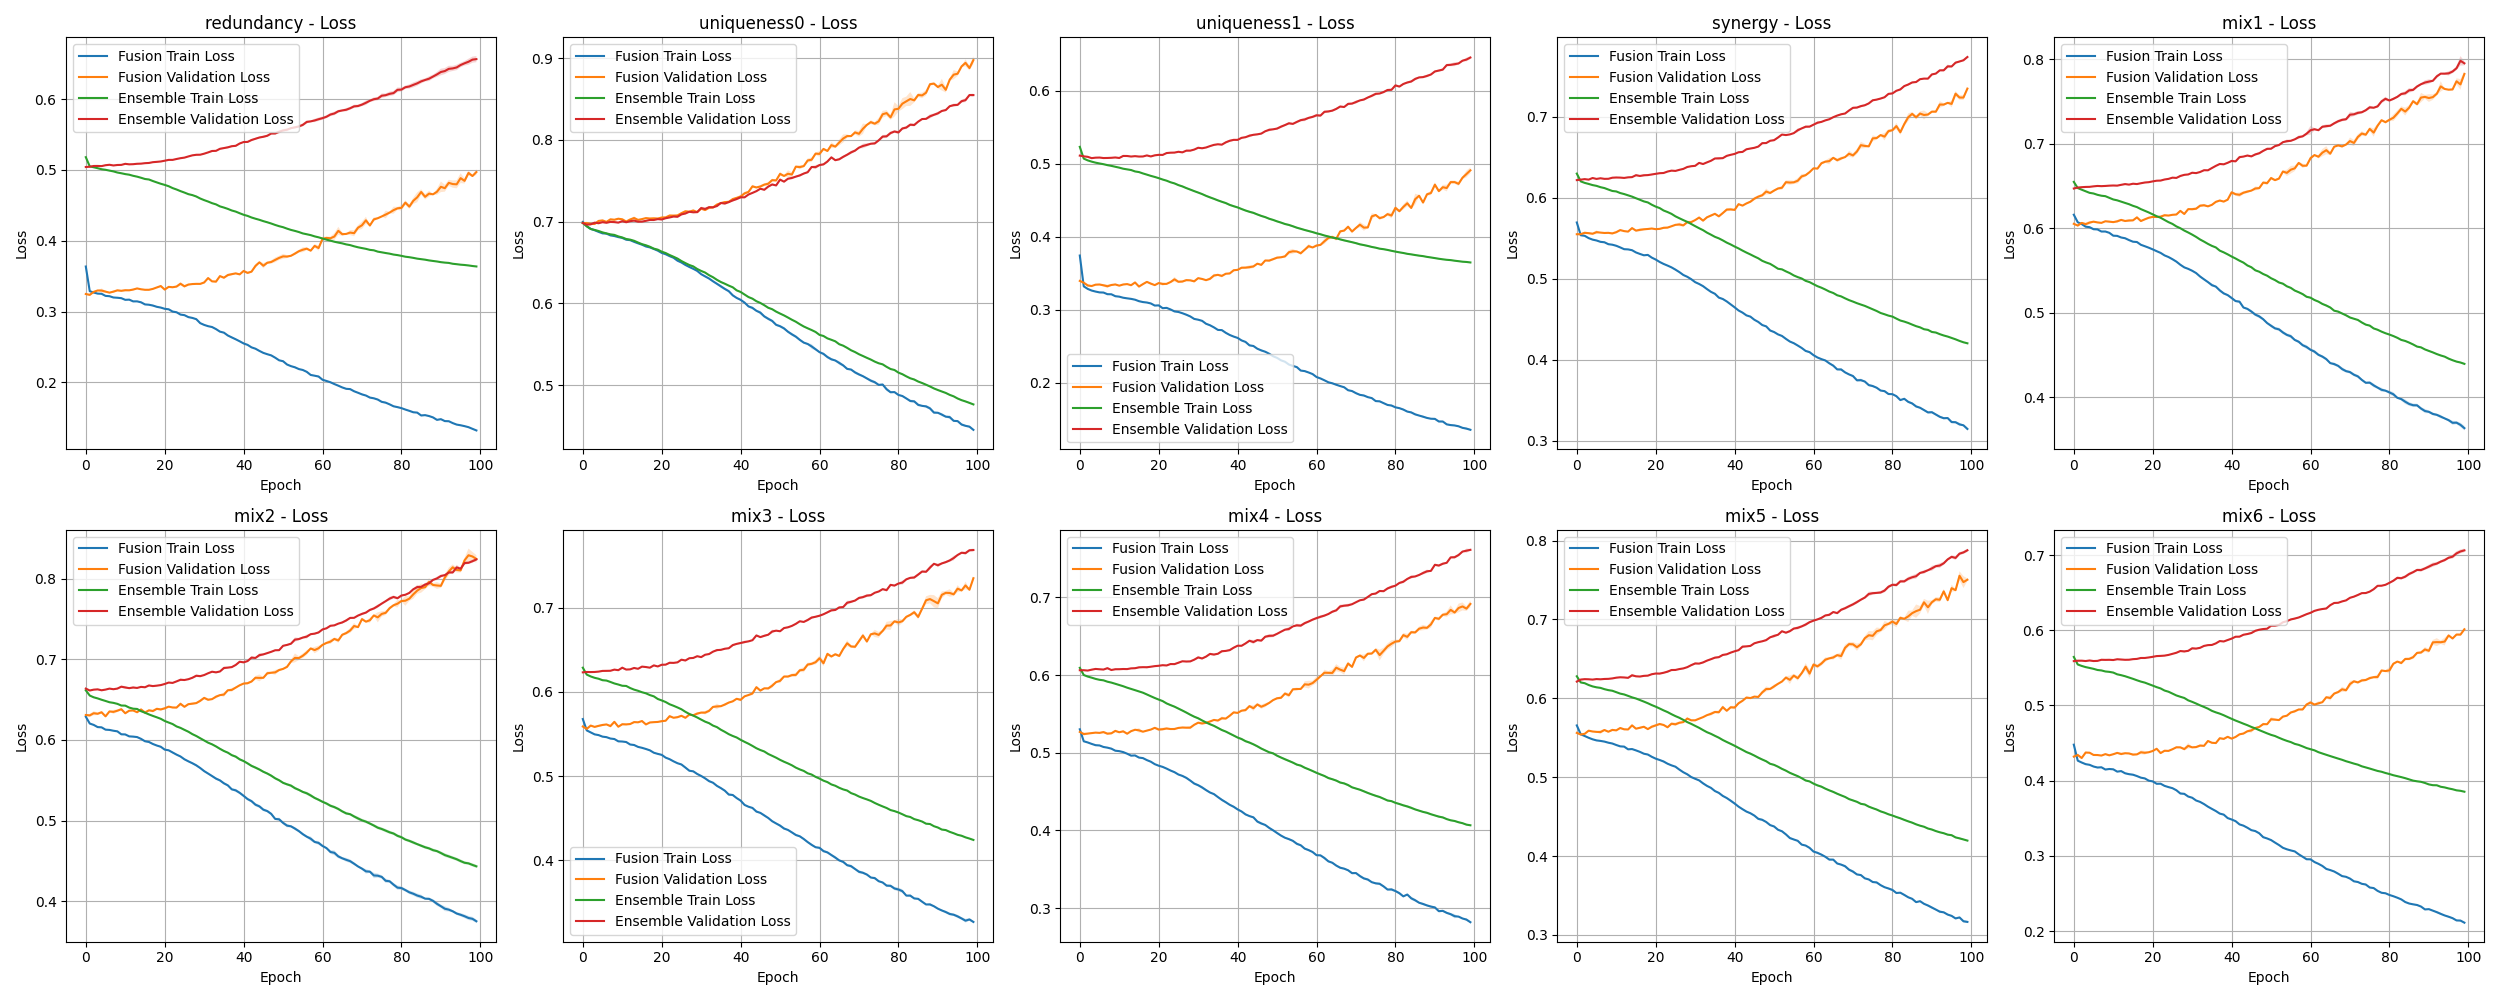 redundancy - Loss
Loss
0.6
0.5
0.4
0.3
0.2
Fusion Train Loss
Fusion Validation Loss
Ensemble Train Loss
Ensemble Validation Loss
0 20 40 60 80 100
Epoch
uniqueness0 - Loss
Loss
0.9
0.8
0.7
0.6
0.5
Fusion Train Loss
Fusion Validation Loss
Ensemble Train Loss
Ensemble Validation Loss
0 20 40 60 80 100
Epoch
uniqueness1 - Loss
Loss
0.6
0.5
0.4
0.3
0.2
Fusion Train Loss
Fusion Validation Loss
Ensemble Train Loss
Ensemble Validation Loss
0 20 40 60 80 100
Epoch
synergy - Loss
Loss
0.7
0.6
0.5
0.4
0.3
Fusion Train Loss
Fusion Validation Loss
Ensemble Train Loss
Ensemble Validation Loss
0 20 40 60 80 100
Epoch
mix1 - Loss
Loss
0.8
0.7
0.6
0.5
0.4
Fusion Train Loss
Fusion Validation Loss
Ensemble Train Loss
Ensemble Validation Loss
0 20 40 60 80 100
Epoch
mix2 - Loss
Loss
0.8
0.7
0.6
0.5
0.4
Fusion Train Loss
Fusion Validation Loss
Ensemble Train Loss
Ensemble Validation Loss
0 20 40 60 80 100
Epoch
mix3 - Loss
Loss
0.7
0.6
0.5
0.4
Fusion Train Loss
Fusion Validation Loss
Ensemble Train Loss
Ensemble Validation Loss
0 20 40 60 80 100
Epoch
mix4 - Loss
Loss
0.7
0.6
0.5
0.4
0.3
Fusion Train Loss
Fusion Validation Loss
Ensemble Train Loss
Ensemble Validation Loss
0 20 40 60 80 100
Epoch
mix5 - Loss
Loss
0.8
0.7
0.6
0.5
0.4
0.3
Fusion Train Loss
Fusion Validation Loss
Ensemble Train Loss
Ensemble Validation Loss
0 20 40 60 80 100
Epoch
mix6 - Loss
Loss
0.7
0.6
0.5
0.4
0.3
0.2
Fusion Train Loss
Fusion Validation Loss
Ensemble Train Loss
Ensemble Validation Loss
0 20 40 60 80 100
Epoch